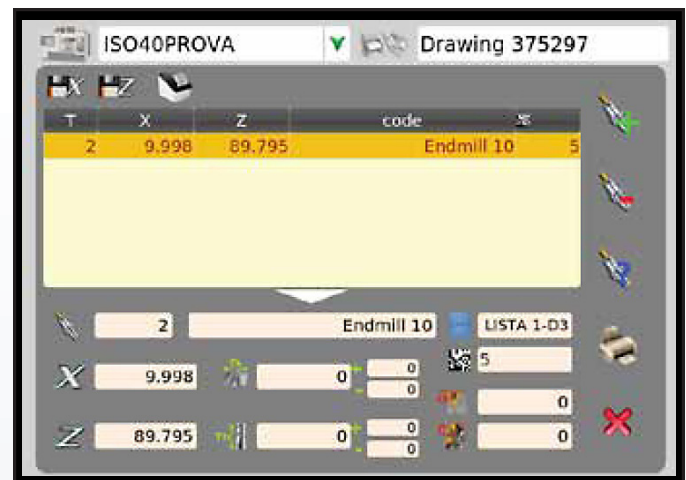 ISO40PROVA Drawing 375297
X Z
T X Z code
2 9.998 89.795 Endmill 10 5
2 Endmill 10 LISTA 1-D3
5
X 9.998 0 0
0
0
Z 89.795 0 0
0
0